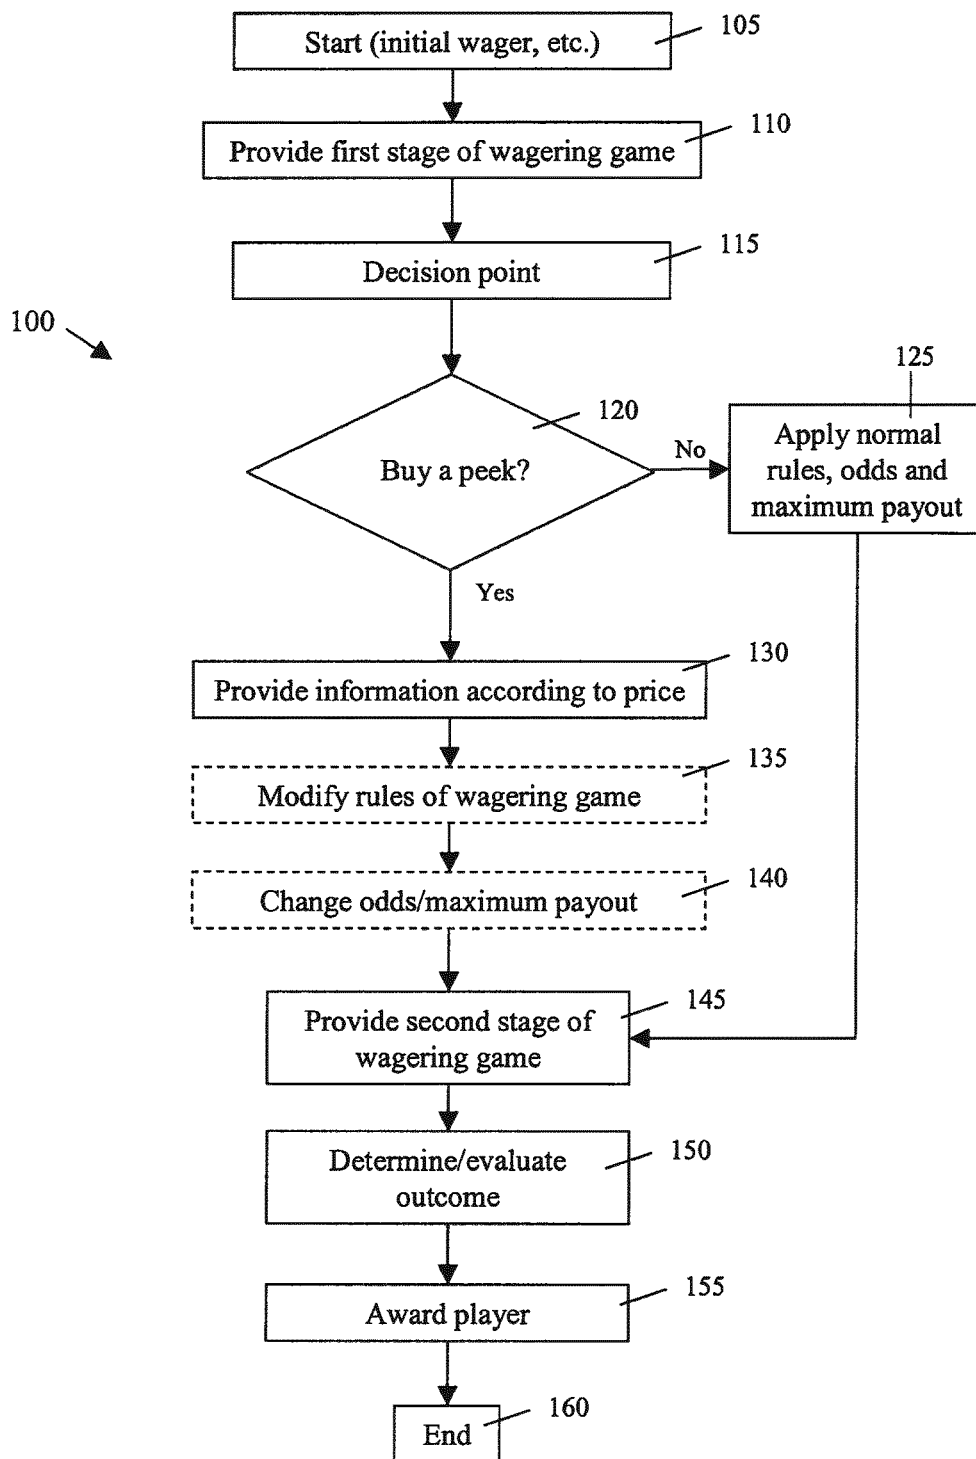 Start (initial wager, etc.)
105
Provide first stage of wagering game
110
Decision point
115
100
Buy a peek?
120
No
125
Apply normal
rules, odds and
maximum payout
Yes
Provide information according to price
130
Modify rules of wagering game
135
Change odds/maximum payout
140
Provide second stage of
wagering game
145
Determine/evaluate
outcome
150
Award player
155
End
160